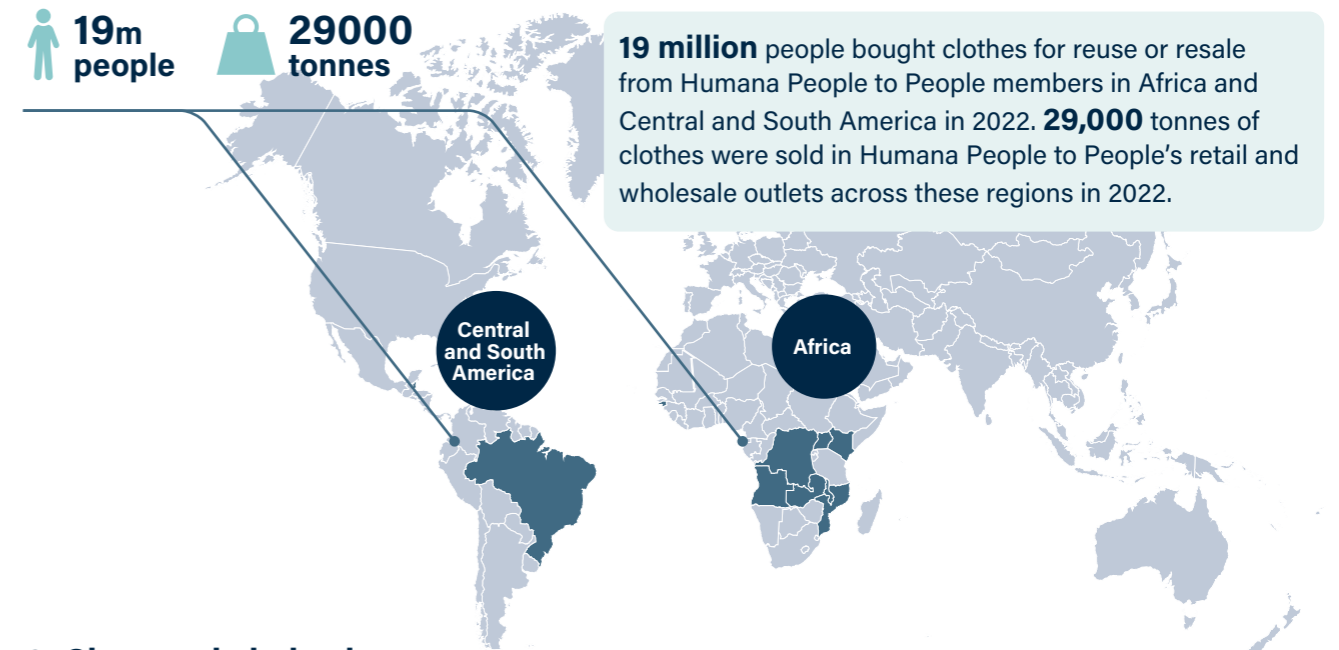 19m
people
29000
tonnes
19 million people bought clothes for reuse or resale
from Humana People to People members in Africa and
Central and South America in 2022. 29,000 tonnes of
clothes were sold in Humana People to People's retail and
wholesale outlets across these regions in 2022.
Central
and South
America
Africa